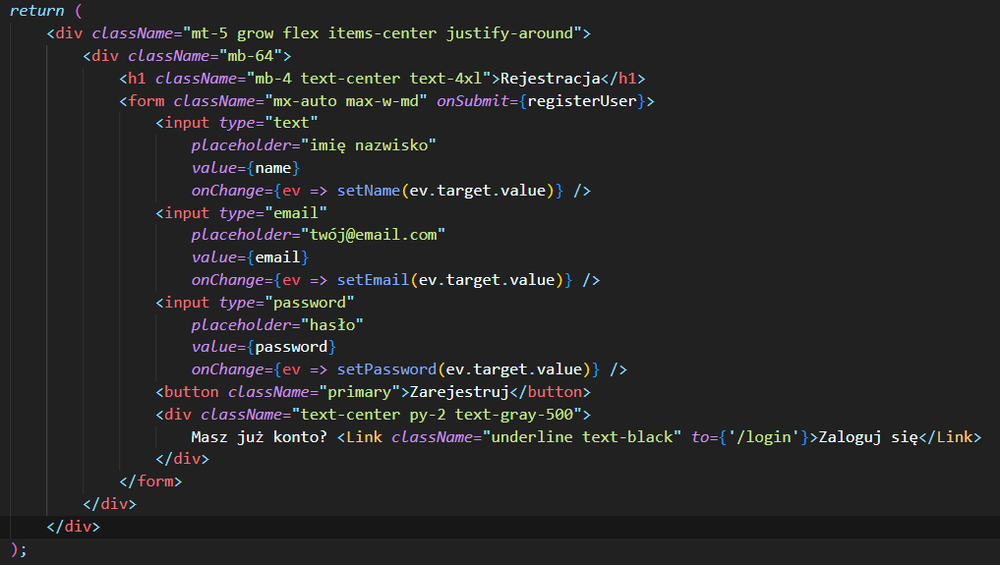 return (
    <div className="mt-5 grow flex items-center justify-around">
        <div className="mb-64">
            <h1 className="mb-4 text-center text-4xl">Rejestracja</h1>
            <form className="mx-auto max-w-md" onSubmit={registerUser}>
                <input type="text"
                    placeholder="imię nazwisko"
                    value={name}
                    onChange={ev => setName(ev.target.value)} />
                <input type="email"
                    placeholder="twój@email.com"
                    value={email}
                    onChange={ev => setEmail(ev.target.value)} />
                <input type="password"
                    placeholder="hasło"
                    value={password}
                    onChange={ev => setPassword(ev.target.value)} />
                <button className="primary">Zarejestruj</button>
                <div className="text-center py-2 text-gray-500">
                    Masz już konto? <Link className="underline text-black" to={'/login'}>Zaloguj się</Link>
                </div>
            </form>
        </div>
    </div>
);